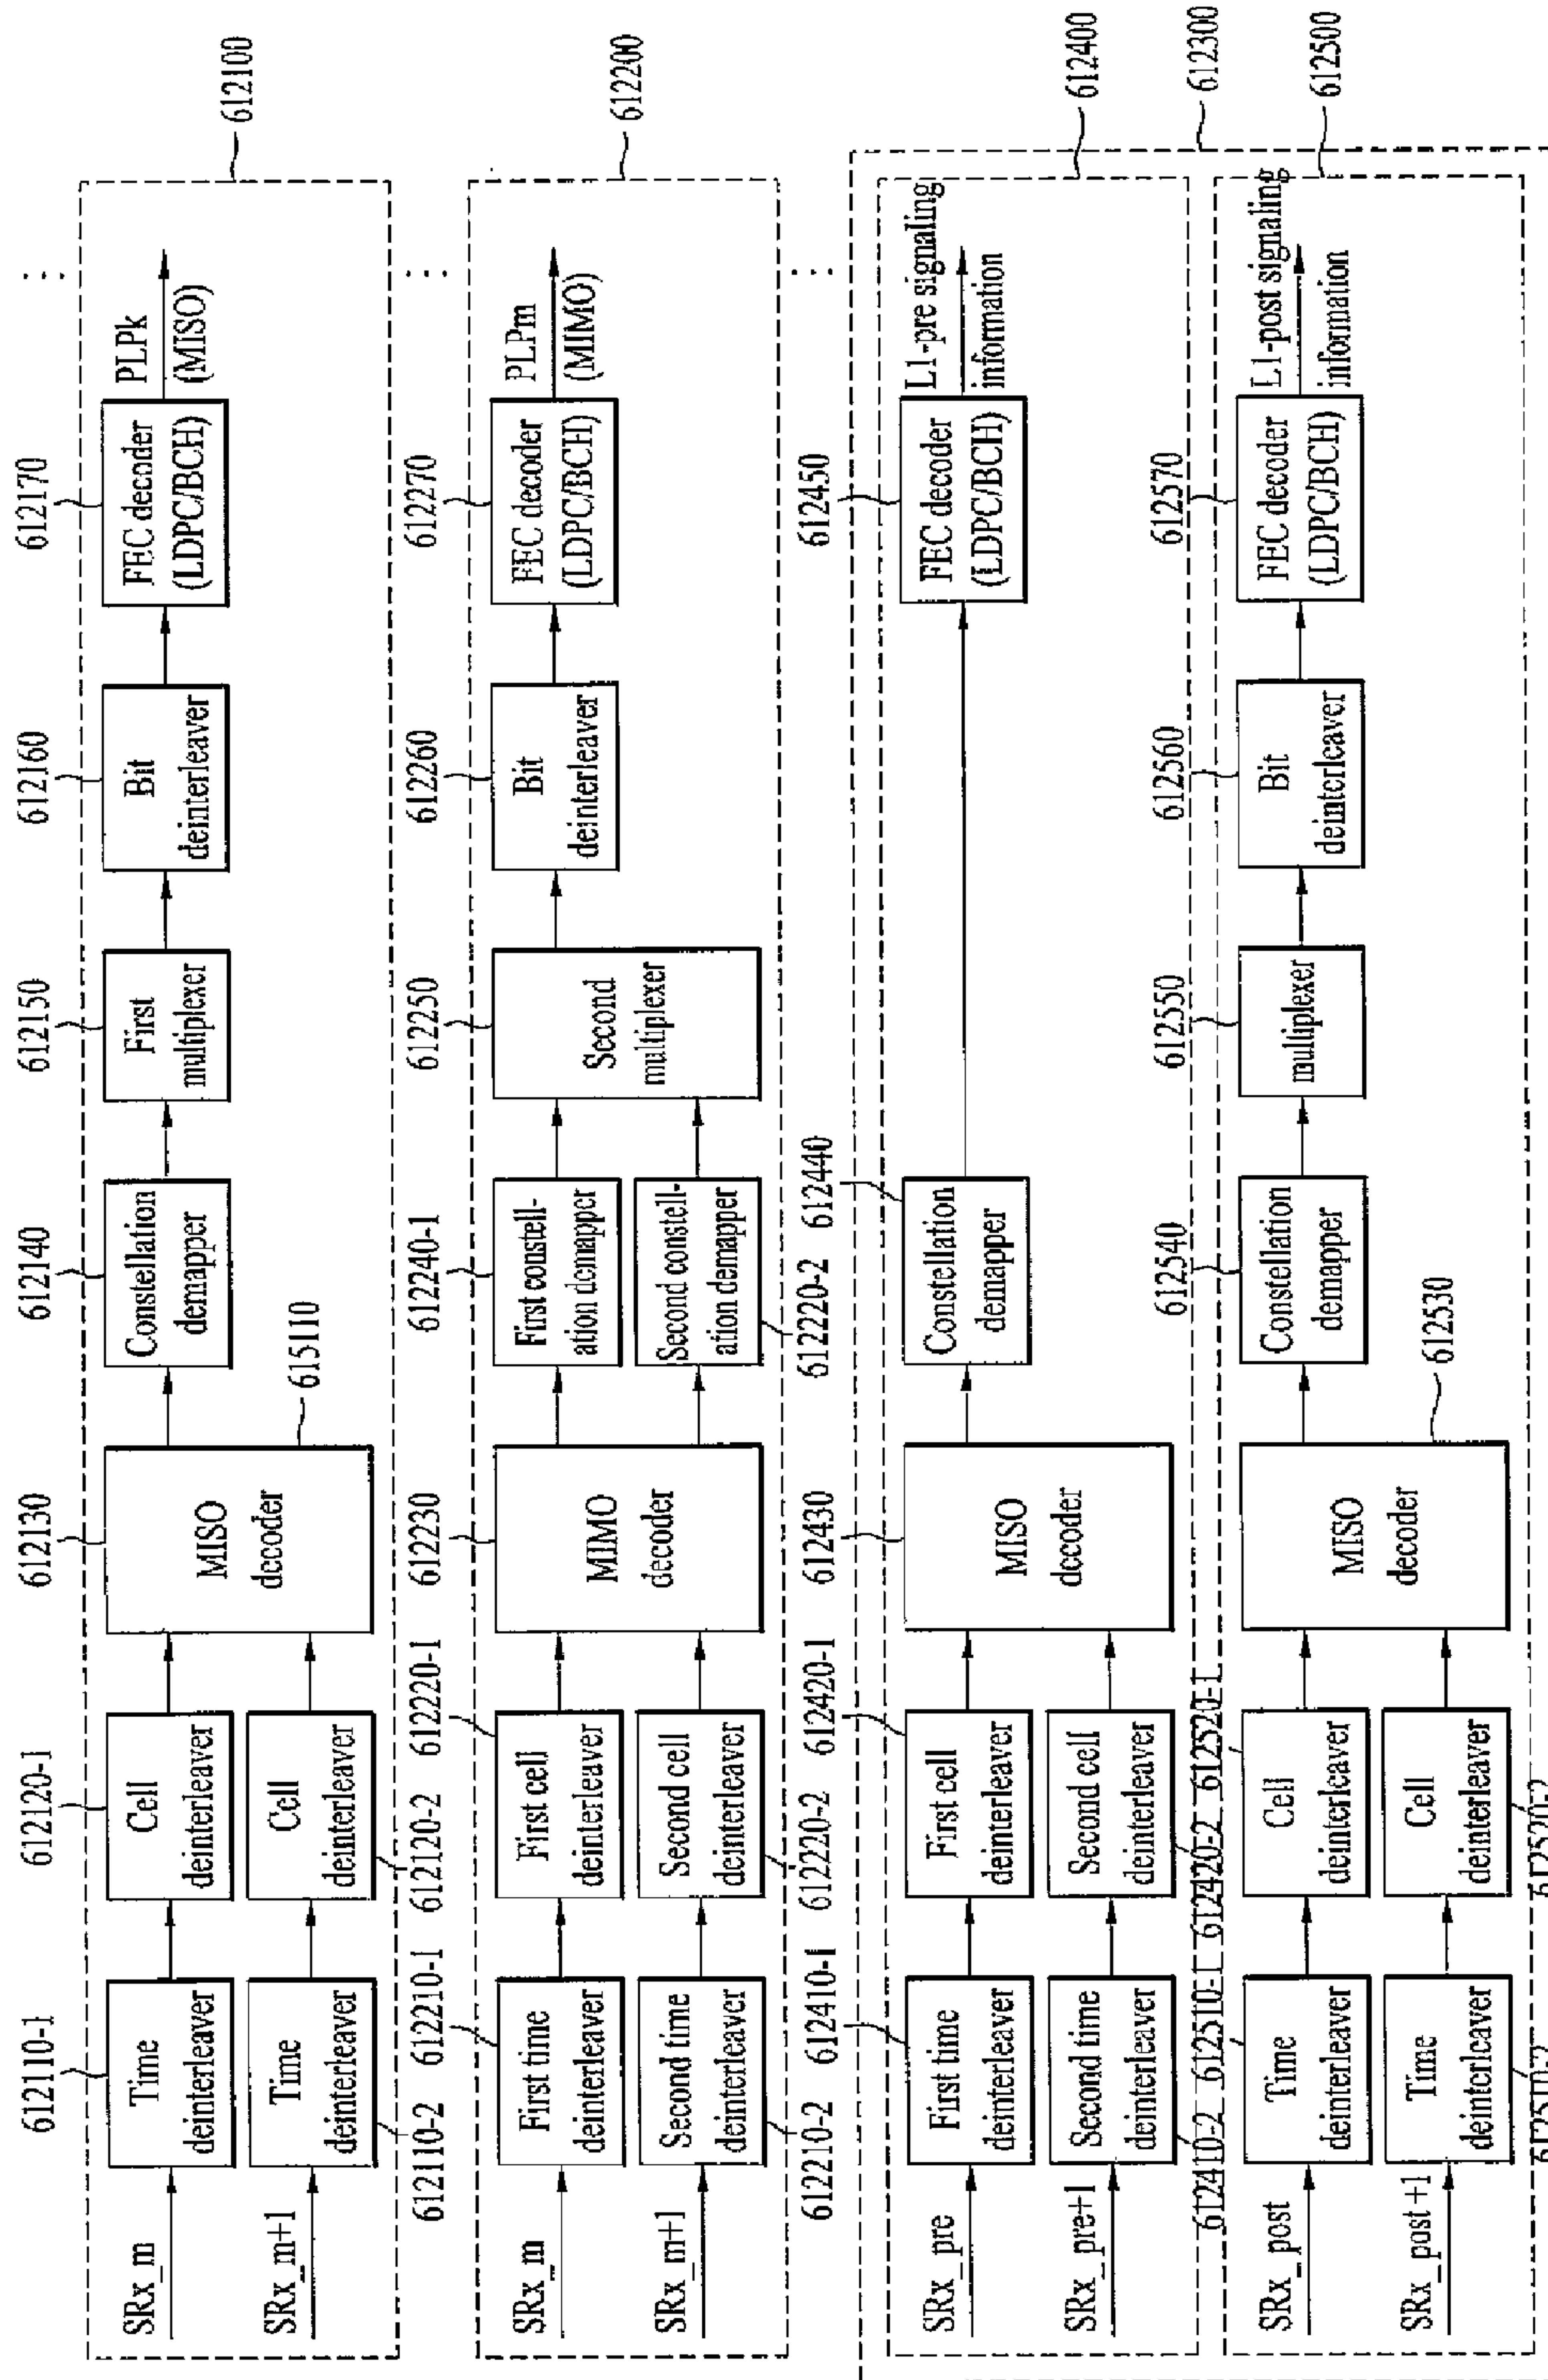 612100
612110-1
612120-1
612130
612140
612150
612160
612170
SRx_m
Time
deinterleaver
Cell
deinterleaver
MISO
decoder
Constellation
demapper
First
multiplexer
Bit
deinterleaver
FEC decoder
(LDPC/BCH)
PLPk
(MISO)
...
SRx_m+1
Time
deinterleaver
Cell
deinterleaver
615110
612110-2
612120-2
612200
612210-1
612220-1
612230
612240-1
612250
612260
612270
SRx_m
First time
deinterleaver
First cell
deinterleaver
MIMO
decoder
First constell-
ation demapper
Second
multiplexer
Bit
deinterleaver
FEC decoder
(LDPC/BCH)
PLPm
(MIMO)
...
SRx_m+1
Second time
deinterleaver
Second cell
deinterleaver
Second constell-
ation demapper
612210-2
612220-2
612220-2
...
612400
612300
612500
612410-1
612420-1
612430
612440
612450
SRx_pre
First time
deinterleaver
First cell
deinterleaver
MISO
decoder
Constellation
demapper
FEC decoder
(LDPC/BCH)
L1-pre signaling
information
SRx_pre+1
Second time
deinterleaver
Second cell
deinterleaver
612410-2
612510-1
612420-2
612520-1
612530
612540
612550
612560
612570
SRx_post
Time
deinterleaver
Cell
deinterleaver
MISO
decoder
Constellation
demapper
multiplexer
Bit
deinterleaver
FEC decoder
(LDPC/BCH)
L1-post signaling
information
SRx_post+1
Time
deinterleaver
Cell
deinterleaver
612510-2
612520-2